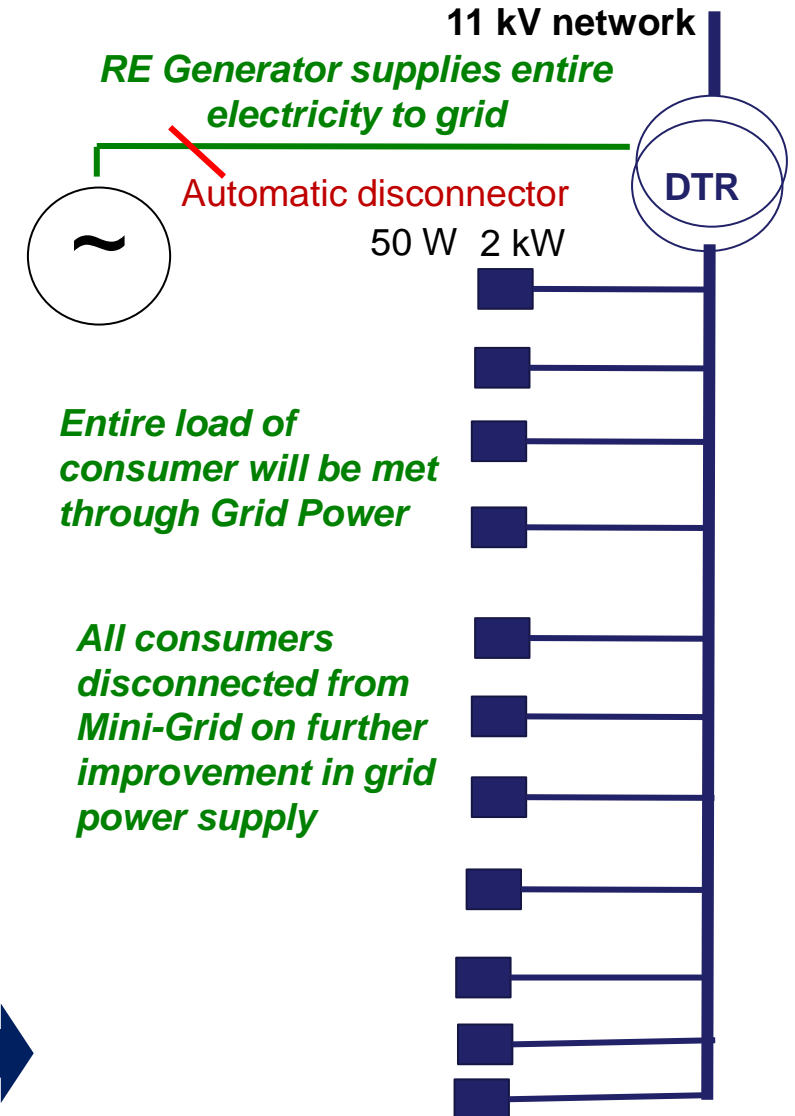 11 kV network
RE Generator supplies entire
electricity to grid
Automatic disconnector
DTR
~
50 W 2 kW
Entire load of
consumer will be met
through Grid Power
All consumers
disconnected from
Mini-Grid on further
improvement in grid
power supply